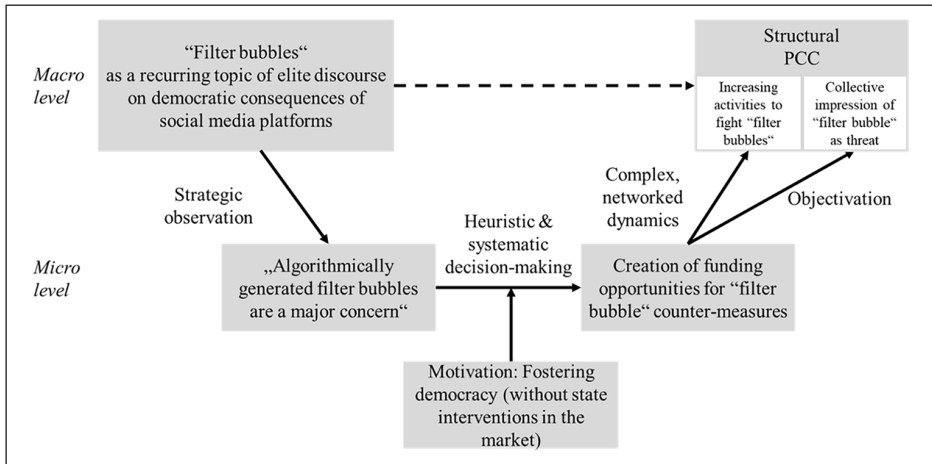 Macro
level
“Filter bubbles“
as a recurring topic of elite discourse
on democratic consequences of
social media platforms
Structural
PCC
Increasing
activities to
fight “filter
bubbles“
Collective
impression of
“filter bubble“
as threat
Strategic
observation
Complex,
networked
dynamics
Objectivation
Micro
level
„Algorithmically
generated filter bubbles
are a major concern“
Heuristic &
systematic
decision-making
Creation of funding
opportunities for “filter
bubble“ counter-measures
Motivation: Fostering
democracy (without state
interventions in the
market)